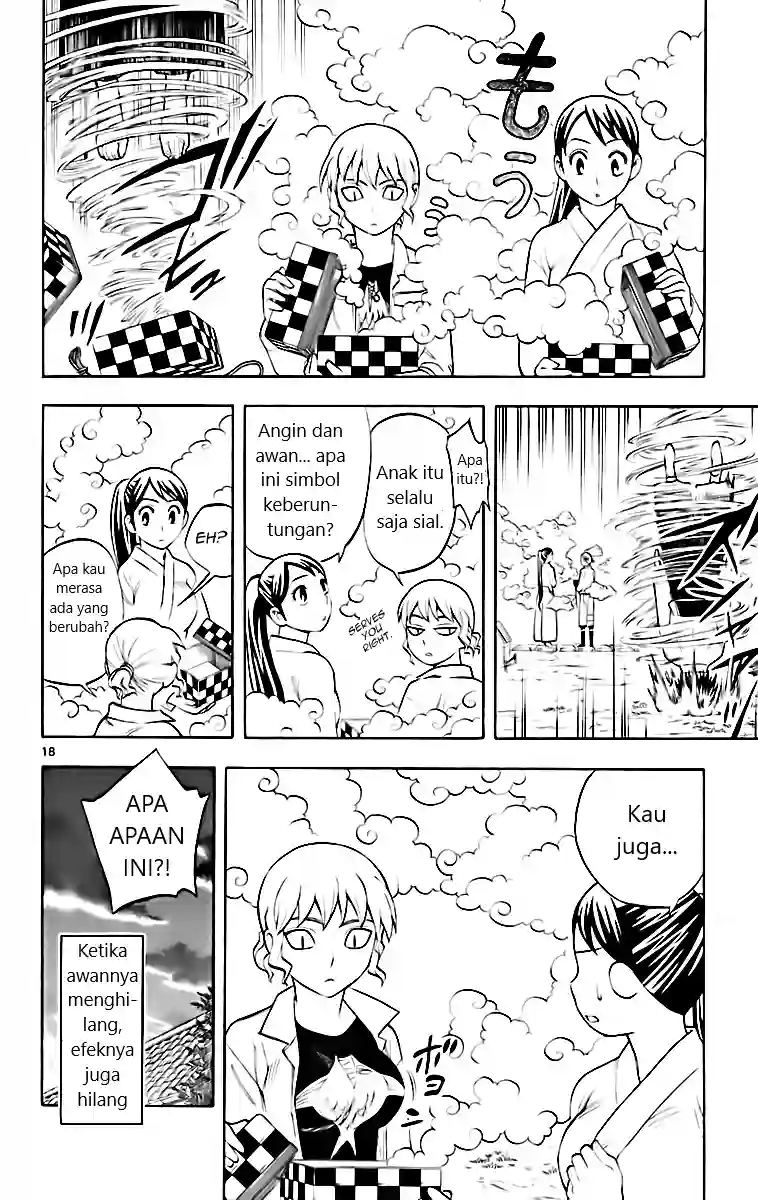 もう
Apa
itu?!
Anak itu
selalu
saja sial.
SERVES
YOU
RIGHT.
Angin dan
awan... apa
ini simbol
keberun-
tungan?
EH?
Apa kau
merasa
ada yang
berubah?
18
Kau
juga...
ボヨン
APA
APAAN
INI?!
Ketika
awannya
menghi-
lang,
efeknya
juga
hilang